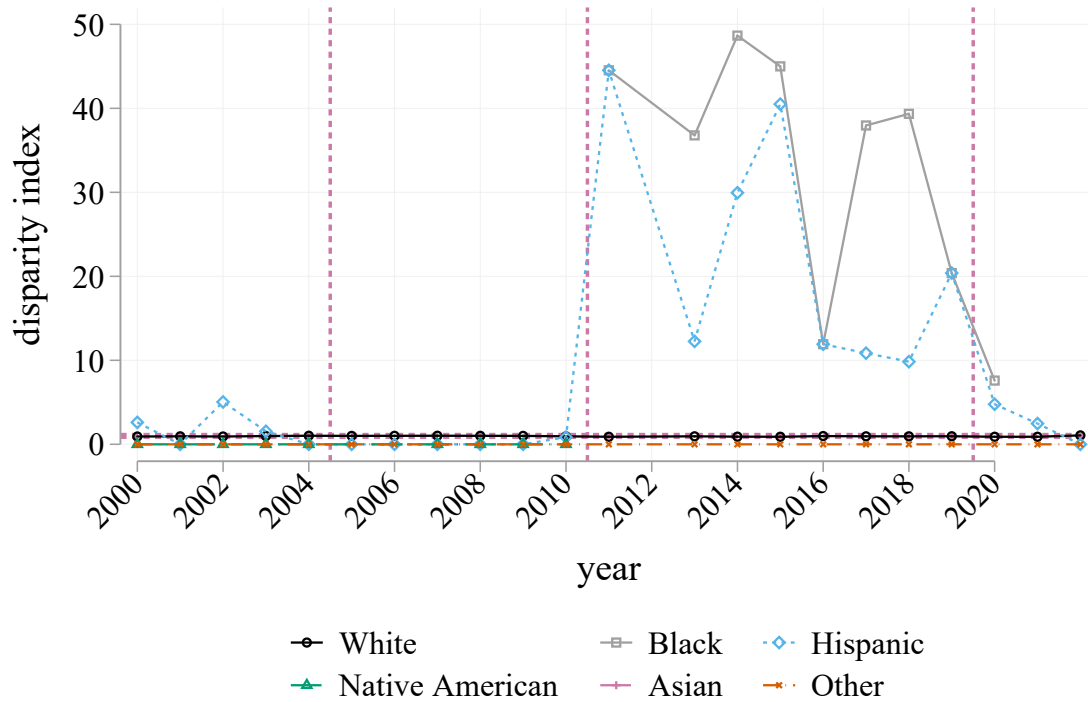 50
40
30
20
10
0
disparity index
2000 2002 2004 2006 2008 2010 2012 2014 2016 2018 2020
year
White Black Hispanic
Native American Asian Other